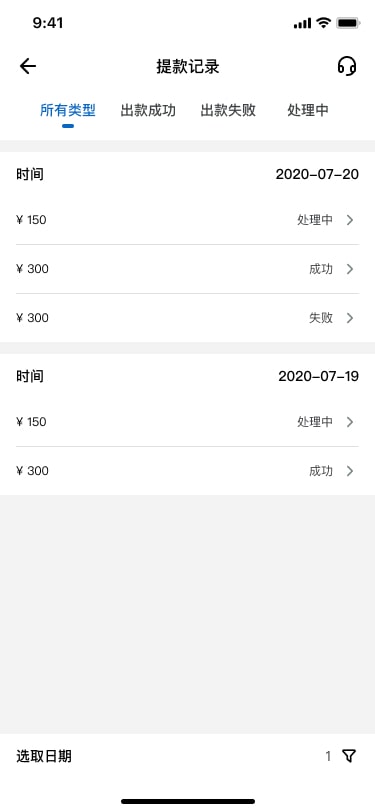 9:41
提款记录
所有类型 出款成功 出款失败 处理中
时间 2020-07-20
¥ 150 处理中
¥ 300 成功
¥ 300 失败
时间 2020-07-19
¥ 150 处理中
¥ 300 成功
选取日期 1